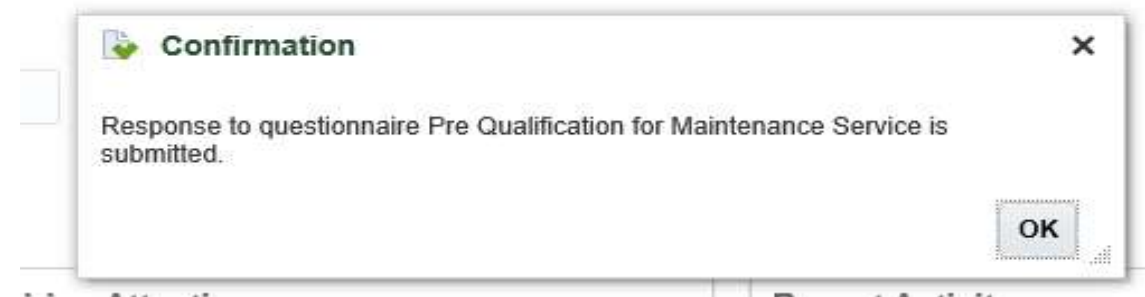 Confirmation
Response to questionnaire Pre Qualification for Maintenance Service is
submitted.
OK